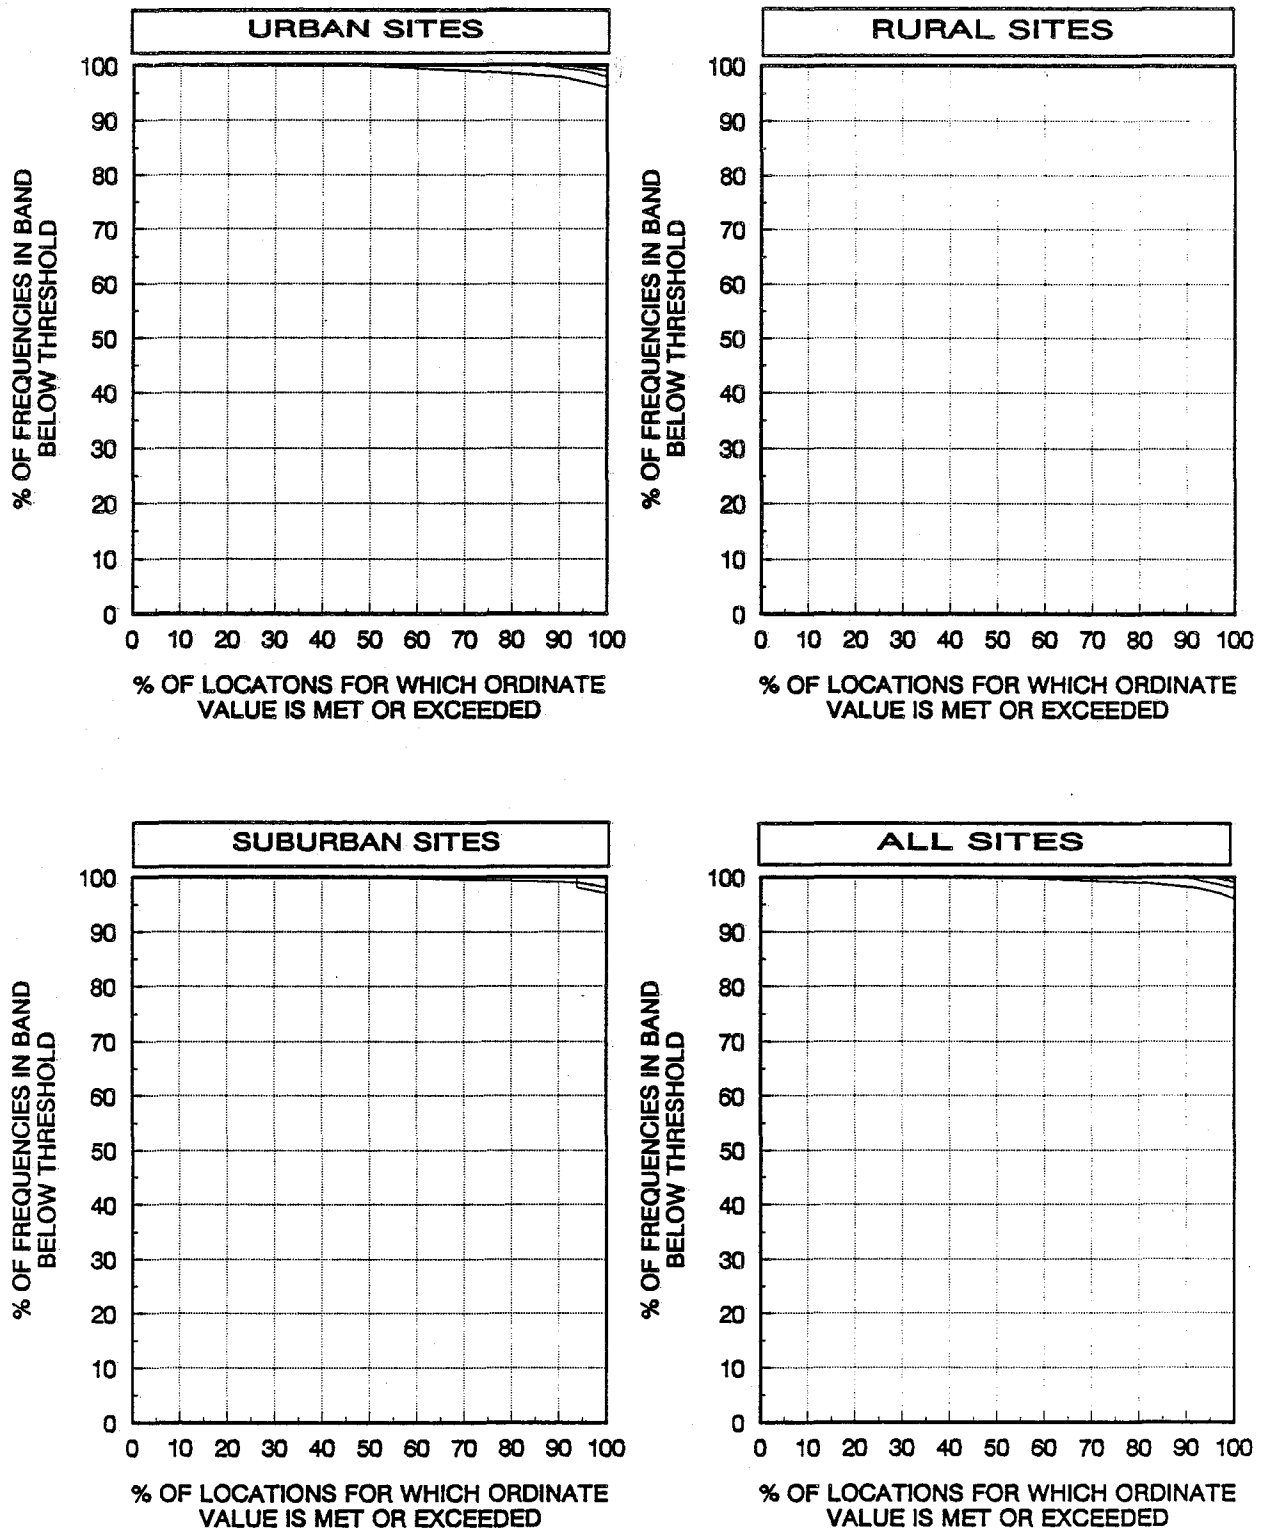 URBAN SITES
% OF FREQUENCIES IN BAND
BELOW THRESHOLD
100
90
80
70
60
50
40
30
20
10
0
0 10 20 30 40 50 60 70 80 90 100
% OF LOCATONS FOR WHICH ORDINATE
VALUE IS MET OR EXCEEDED
RURAL SITES
% OF FREQUENCIES IN BAND
BELOW THRESHOLD
100
90
80
70
60
50
40
30
20
10
0
0 10 20 30 40 50 60 70 80 90 100
% OF LOCATIONS FOR WHICH ORDINATE
VALUE IS MET OR EXCEEDED
SUBURBAN SITES
% OF FREQUENCIES IN BAND
BELOW THRESHOLD
100
90
80
70
60
50
40
30
20
10
0
0 10 20 30 40 50 60 70 80 90 100
% OF LOCATIONS FOR WHICH ORDINATE
VALUE IS MET OR EXCEEDED
ALL SITES
% OF FREQUENCIES IN BAND
BELOW THRESHOLD
100
90
80
70
60
50
40
30
20
10
0
0 10 20 30 40 50 60 70 80 90 100
% OF LOCATIONS FOR WHICH ORDINATE
VALUE IS MET OR EXCEEDED